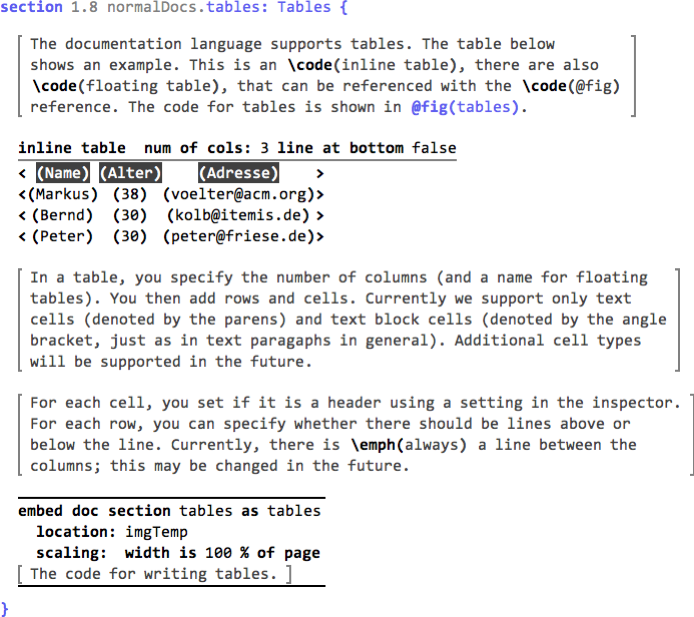 section 1.8 normalDocs.tables: Tables {
[ The documentation language supports tables. The table below
shows an example. This is an \code(inline table), there are also
\code(floating table), that can be referenced with the \code(@fig)
reference. The code for tables is shown in @fig(tables). ]
inline table  num of cols: 3 line at bottom false
< (Name) (Alter)    (Adresse)    >
<(Markus) (38) (voelter@acm.org)>
< (Bernd)  (30)  (kolb@itemis.de) >
< (Peter)  (30)  (peter@friese.de)>
[ In a table, you specify the number of columns (and a name for floating
tables). You then add rows and cells. Currently we support only text
cells (denoted by the parens) and text block cells (denoted by the angle
bracket, just as in text paragaphs in general). Additional cell types
will be supported in the future. ]
[ For each cell, you set if it is a header using a setting in the inspector.
For each row, you can specify whether there should be lines above or
below the line. Currently, there is \emph(always) a line between the
columns; this may be changed in the future. ]
embed doc section tables as tables
location: imgTemp
scaling:  width is 100 % of page
[ The code for writing tables. ]
}